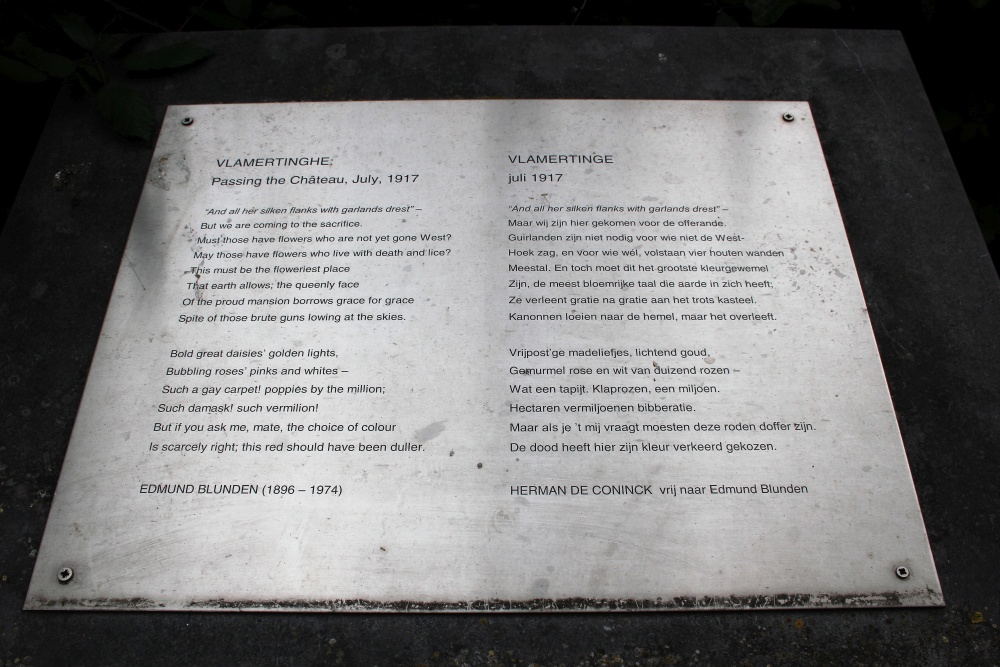 VLAMERTINGHE:
Passing the Château, July, 1917
"And all her silken flanks with garlands drest" –
But we are coming to the sacrifice.
Must those have flowers who are not yet gone West?
May those have flowers who live with death and lice?
This must be the floweriest place
That earth allows; the queenly face
Of the proud mansion borrows grace for grace
Spite of those brute guns lowing at the skies.
Bold great daisies' golden lights,
Bubbling roses' pinks and whites –
Such a gay carpet! poppies by the million;
Such damask! such vermilion!
But if you ask me, mate, the choice of colour
Is scarcely right; this red should have been duller.
EDMUND BLUNDEN (1896 – 1974)
VLAMERTINGE
juli 1917
"And all her silken flanks with garlands drest" –
Maar wij zijn hier gekomen voor de offerande.
Guirlanden zijn niet nodig voor wie niet de West-
Hoek zag, en voor wie wél, volstaan vier houten wanden
Meestal. En toch moet dit het grootste kleurgewemel
Zijn, de meest bloemrijke taal die aarde in zich heeft;
Ze verleent gratie na gratie aan het trots kasteel.
Kanonnen loeien naar de hemel, maar het overleeft.
Vrijpost'ge madeliefjes, lichtend goud,
Gemurmel rose en wit van duizend rozen –
Wat een tapijt. Klaprozen, een miljoen.
Hectaren vermiljoenen bibberatie.
Maar als je 't mij vraagt moesten deze roden doffer zijn.
De dood heeft hier zijn kleur verkeerd gekozen.
HERMAN DE CONINCK vrij naar Edmund Blunden